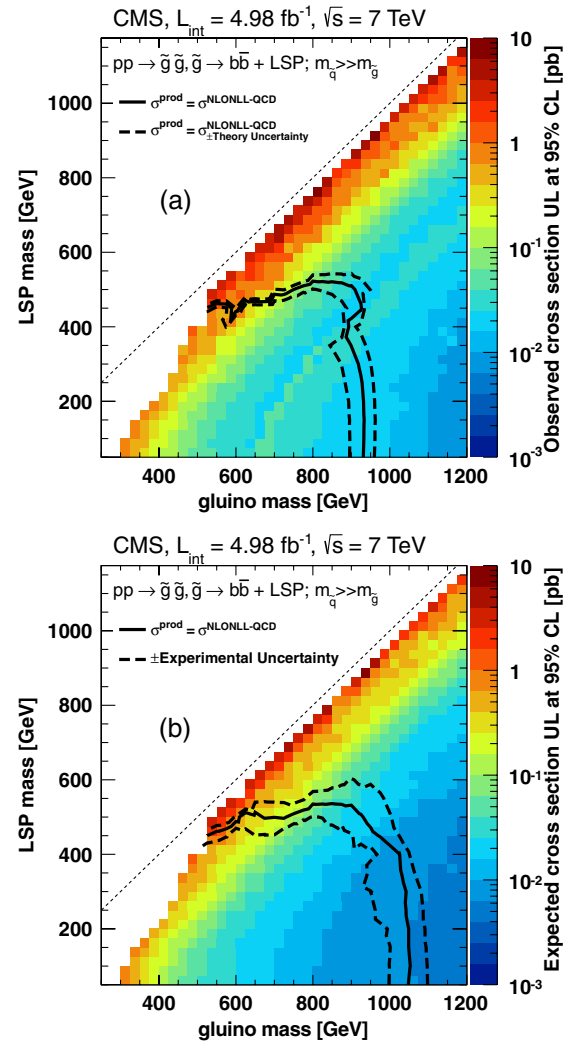 CMS, L_int = 4.98 fb⁻¹, √s = 7 TeV
pp → g̃ g̃, g̃ → bb̄ + LSP; m_q̃ >> m_g̃
σ^prod = σ^NLONLL-QCD
σ^prod = σ^NLONLL-QCD_±Theory Uncertainty
(a)
LSP mass [GeV]
1000
800
600
400
200
400 600 800 1000 1200
gluino mass [GeV]
10
1
10⁻¹
10⁻²
10⁻³
Observed cross section UL at 95% CL [pb]
CMS, L_int = 4.98 fb⁻¹, √s = 7 TeV
pp → g̃ g̃, g̃ → bb̄ + LSP; m_q̃ >> m_g̃
σ^prod = σ^NLONLL-QCD
±Experimental Uncertainty
(b)
LSP mass [GeV]
1000
800
600
400
200
400 600 800 1000 1200
gluino mass [GeV]
10
1
10⁻¹
10⁻²
10⁻³
Expected cross section UL at 95% CL [pb]